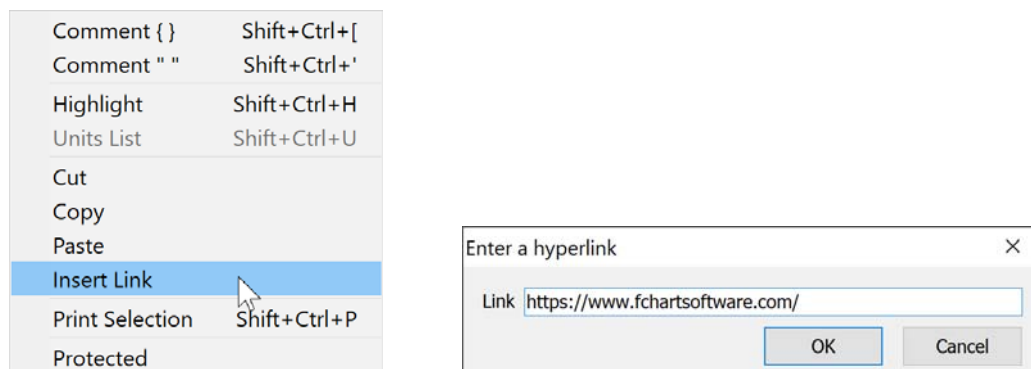 Comment { } Shift+Ctrl+[
Comment " " Shift+Ctrl+'
Highlight Shift+Ctrl+H
Units List Shift+Ctrl+U
Cut
Copy
Paste
Insert Link
Print Selection Shift+Ctrl+P
Protected
Enter a hyperlink
Link https://www.fchartsoftware.com/
OK Cancel